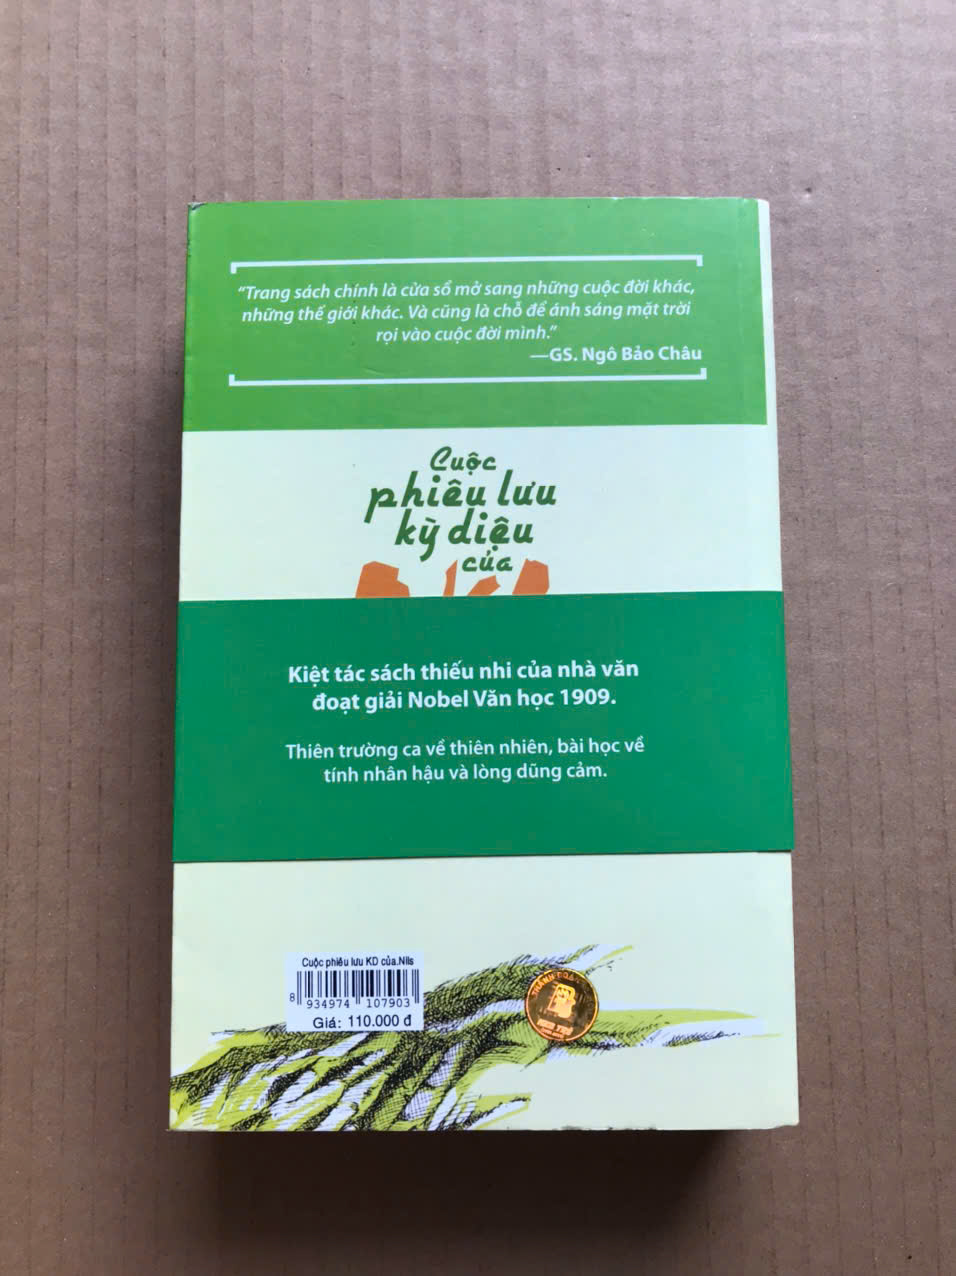 “Trang sách chính là cửa sổ mở sang những cuộc đời khác,
những thế giới khác. Và cũng là chỗ để ánh sáng mặt trời
rọi vào cuộc đời mình.”
—GS. Ngô Bảo Châu
Cuộc
phiêu lưu
kỳ diệu
của
Kiệt tác sách thiếu nhi của nhà văn
đoạt giải Nobel Văn học 1909.
Thiên trường ca về thiên nhiên, bài học về
tính nhân hậu và lòng dũng cảm.
Cuộc phiêu lưu KD của.Nils
8 934974 107903
Giá: 110.000 đ